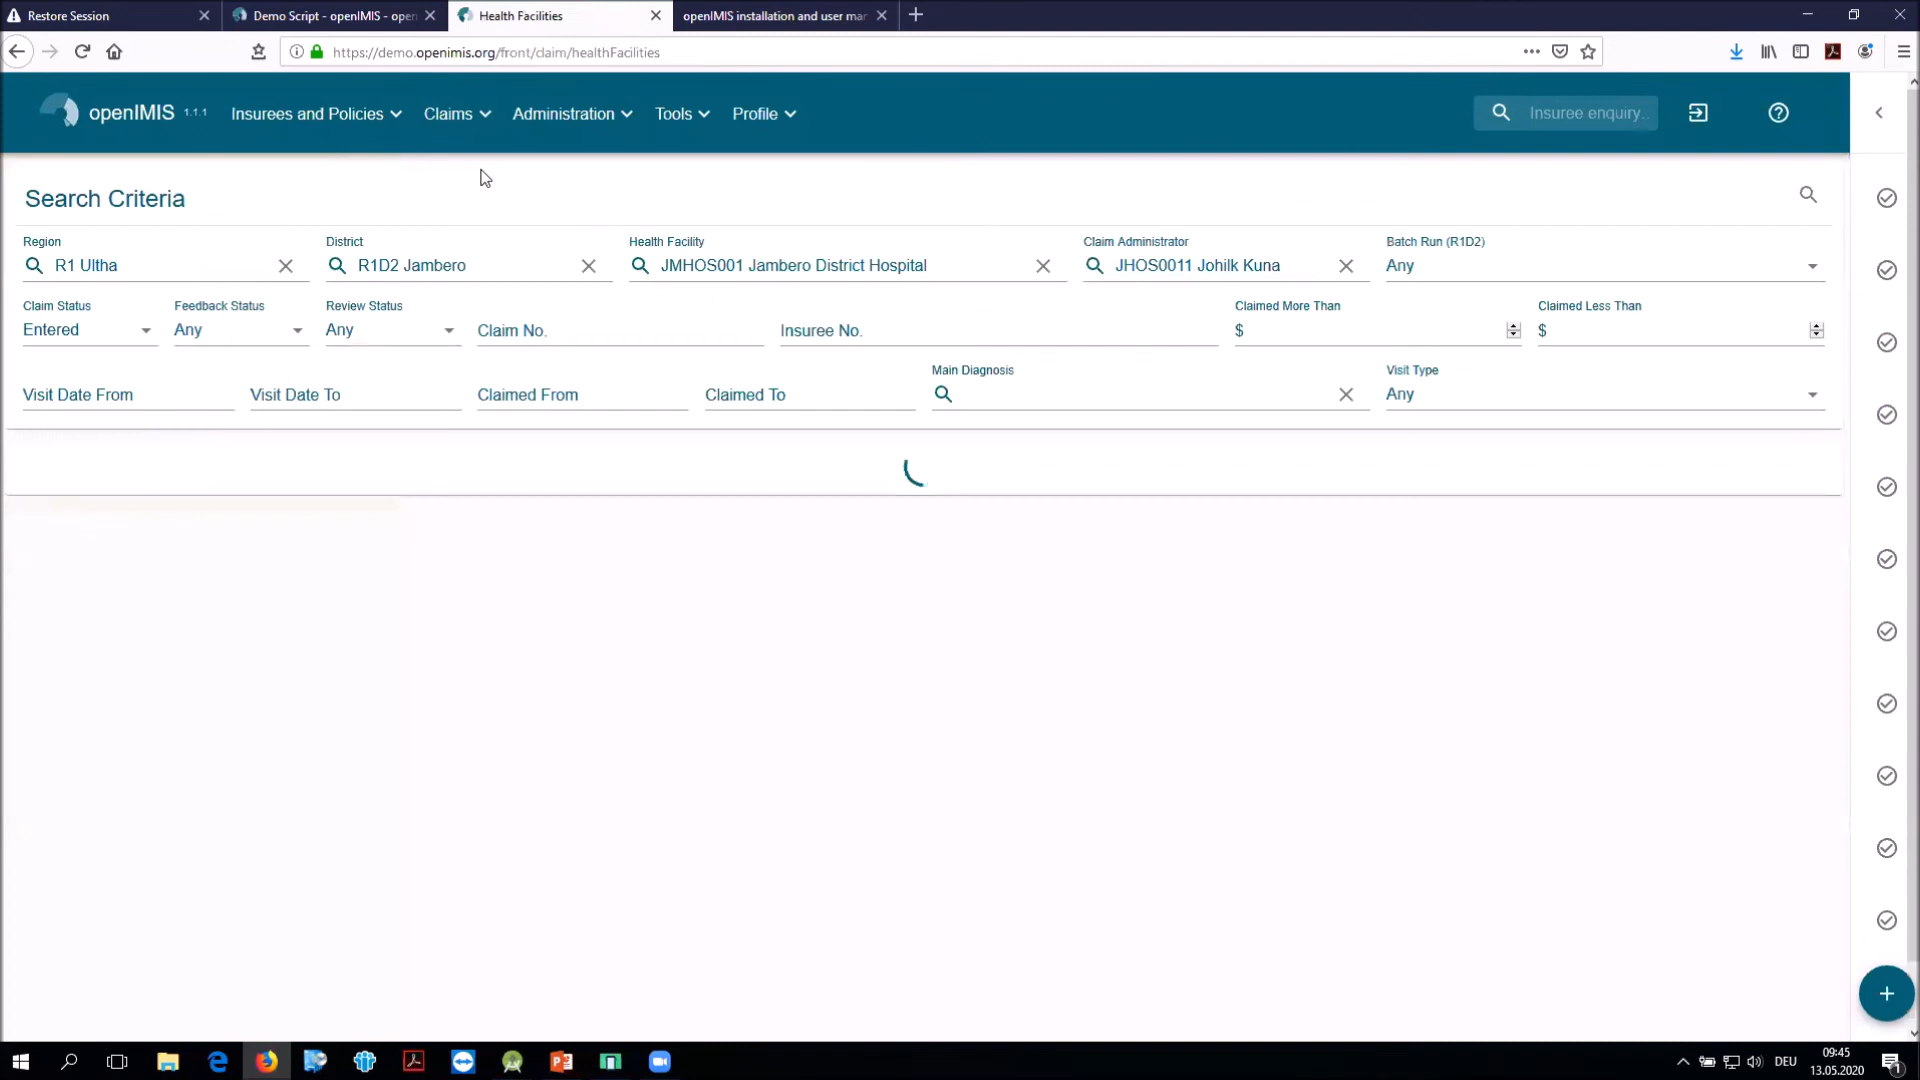 Restore Session
Demo Script - openIMIS - open
Health Facilities
openIMIS installation and user mar
https://demo.openimis.org/front/claim/healthFacilities
openIMIS 1.1.1 Insurees and Policies Claims Administration Tools Profile Insuree enquiry..
Search Criteria
Region District Health Facility Claim Administrator Batch Run (R1D2)
R1 Ultha R1D2 Jambero JMHOS001 Jambero District Hospital JHOS0011 Johilk Kuna Any
Claim Status Feedback Status Review Status Claimed More Than Claimed Less Than
Entered Any Any Claim No. Insuree No. $ $
Main Diagnosis Visit Type
Visit Date From Visit Date To Claimed From Claimed To Any
DEU
09:45
13.05.2020